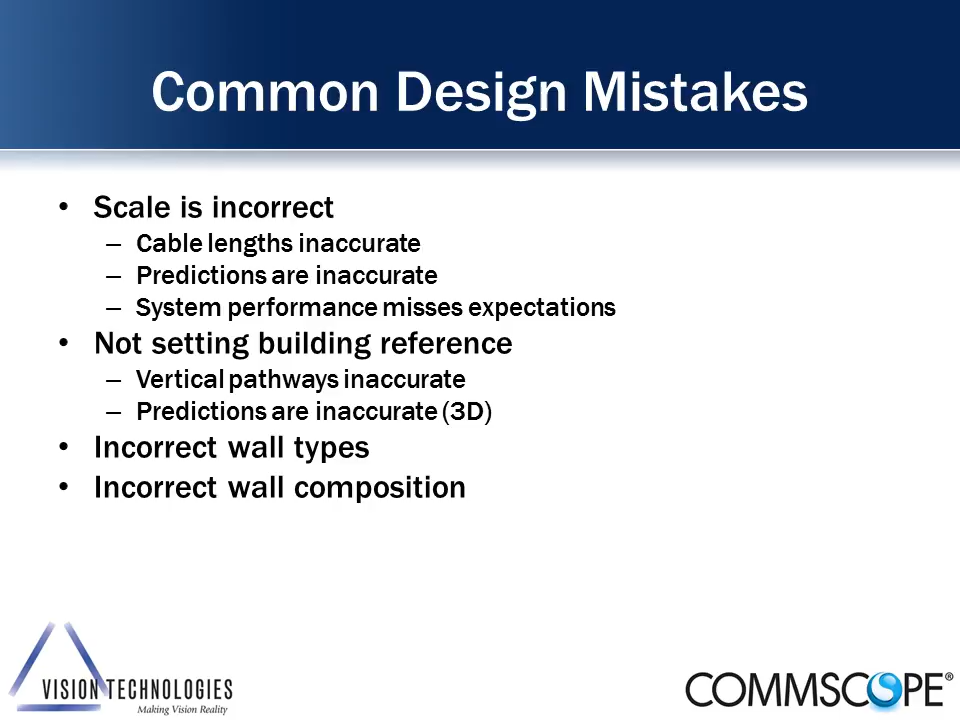 Common Design Mistakes
• Scale is incorrect
– Cable lengths inaccurate
– Predictions are inaccurate
– System performance misses expectations
• Not setting building reference
– Vertical pathways inaccurate
– Predictions are inaccurate (3D)
• Incorrect wall types
• Incorrect wall composition
VISION TECHNOLOGIES
Making Vision Reality
COMMSCOPE®